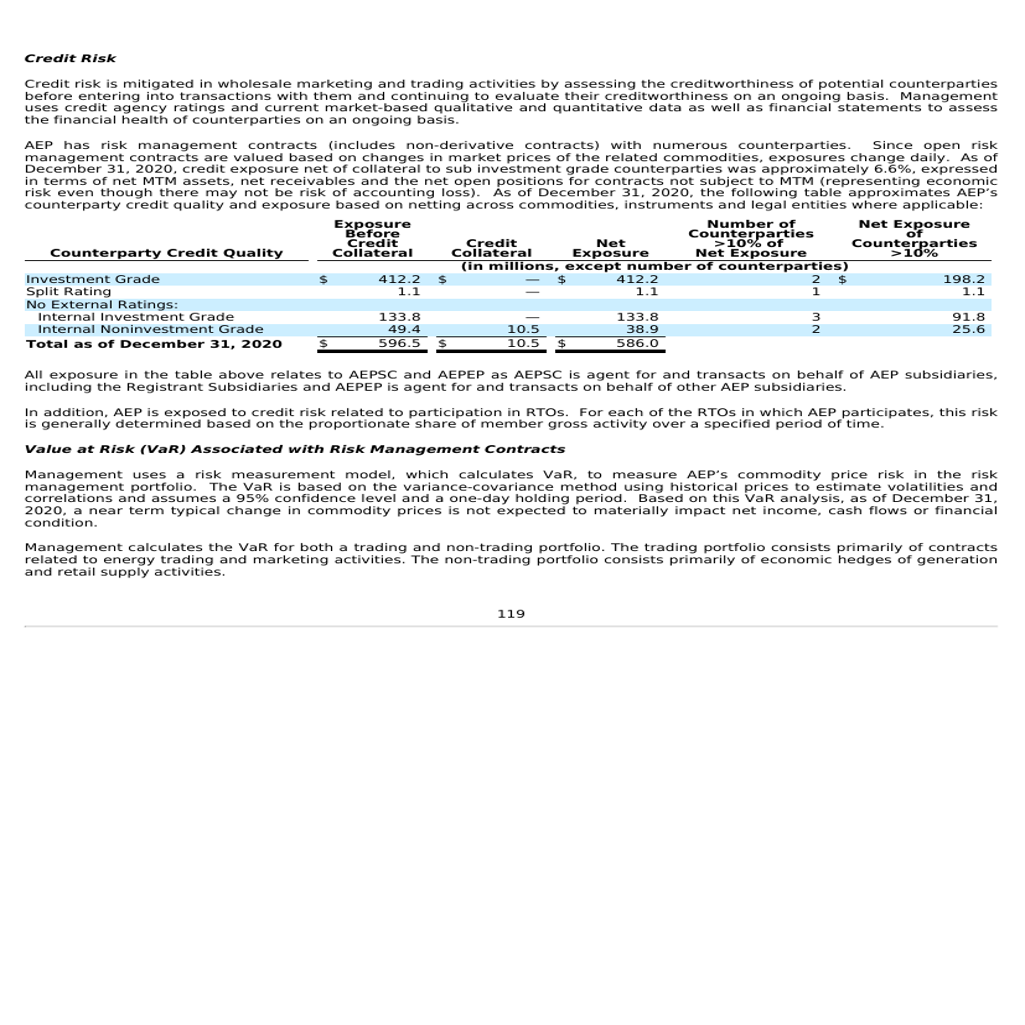 Credit Risk
Credit risk is mitigated in wholesale marketing and trading activities by assessing the creditworthiness of potential counterparties
before entering into transactions with them and continuing to evaluate their creditworthiness on an ongoing basis.  Management
uses credit agency ratings and current market-based qualitative and quantitative data as well as financial statements to assess
the financial health of counterparties on an ongoing basis.
AEP has risk management contracts (includes non-derivative contracts) with numerous counterparties.  Since open risk
management contracts are valued based on changes in market prices of the related commodities, exposures change daily.  As of
December 31, 2020, credit exposure net of collateral to sub investment grade counterparties was approximately 6.6%, expressed
in terms of net MTM assets, net receivables and the net open positions for contracts not subject to MTM (representing economic
risk even though there may not be risk of accounting loss).  As of December 31, 2020, the following table approximates AEP’s
counterparty credit quality and exposure based on netting across commodities, instruments and legal entities where applicable:
Counterparty Credit Quality Exposure Before Credit Collateral Credit Collateral Net Exposure Number of Counterparties >10% of Net Exposure Net Exposure of Counterparties >10%
(in millions, except number of counterparties)
Investment Grade $ 412.2 $ — $ 412.2 2 $ 198.2
Split Rating 1.1 — 1.1 1 1.1
No External Ratings:
Internal Investment Grade 133.8 — 133.8 3 91.8
Internal Noninvestment Grade 49.4 10.5 38.9 2 25.6
Total as of December 31, 2020 $ 596.5 $ 10.5 $ 586.0
All exposure in the table above relates to AEPSC and AEPEP as AEPSC is agent for and transacts on behalf of AEP subsidiaries,
including the Registrant Subsidiaries and AEPEP is agent for and transacts on behalf of other AEP subsidiaries.
In addition, AEP is exposed to credit risk related to participation in RTOs.  For each of the RTOs in which AEP participates, this risk
is generally determined based on the proportionate share of member gross activity over a specified period of time.
Value at Risk (VaR) Associated with Risk Management Contracts
Management uses a risk measurement model, which calculates VaR, to measure AEP’s commodity price risk in the risk
management portfolio.  The VaR is based on the variance-covariance method using historical prices to estimate volatilities and
correlations and assumes a 95% confidence level and a one-day holding period.  Based on this VaR analysis, as of December 31,
2020, a near term typical change in commodity prices is not expected to materially impact net income, cash flows or financial
condition.
Management calculates the VaR for both a trading and non-trading portfolio. The trading portfolio consists primarily of contracts
related to energy trading and marketing activities. The non-trading portfolio consists primarily of economic hedges of generation
and retail supply activities.
119